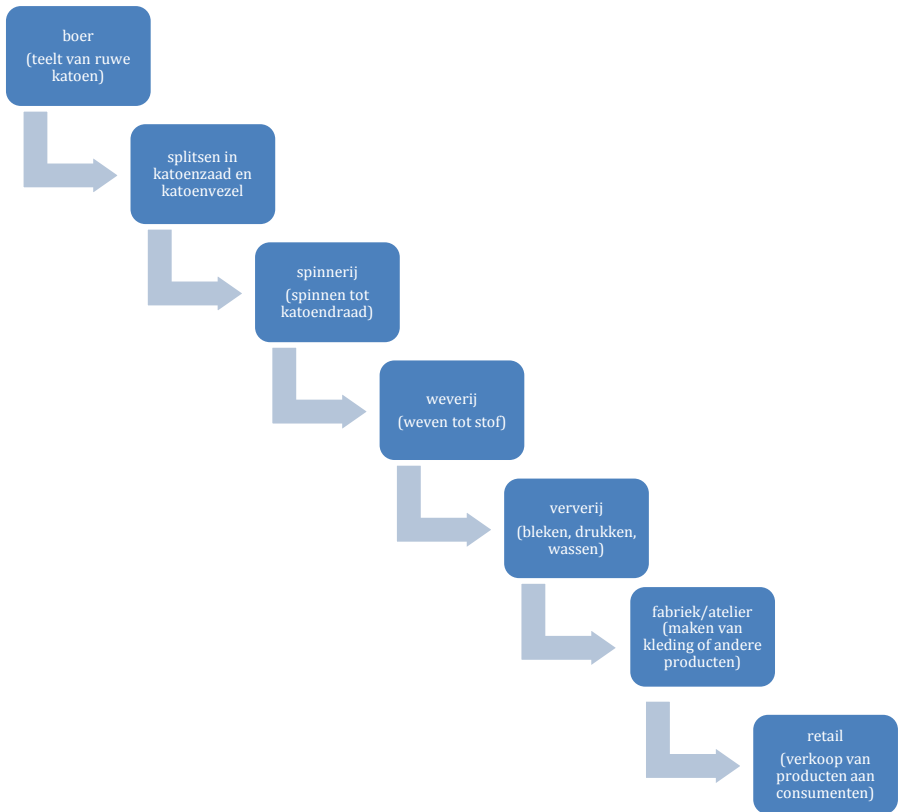 boer
(teelt van ruwe
katoen)
splitsen in
katoenzaad en
katoenvezel
spinnerij
(spinnen tot
katoendraad)
weverij
(weven tot stof)
ververij
(bleken, drukken,
wassen)
fabriek/atelier
(maken van
kleding of andere
producten)
retail
(verkoop van
producten aan
consumenten)